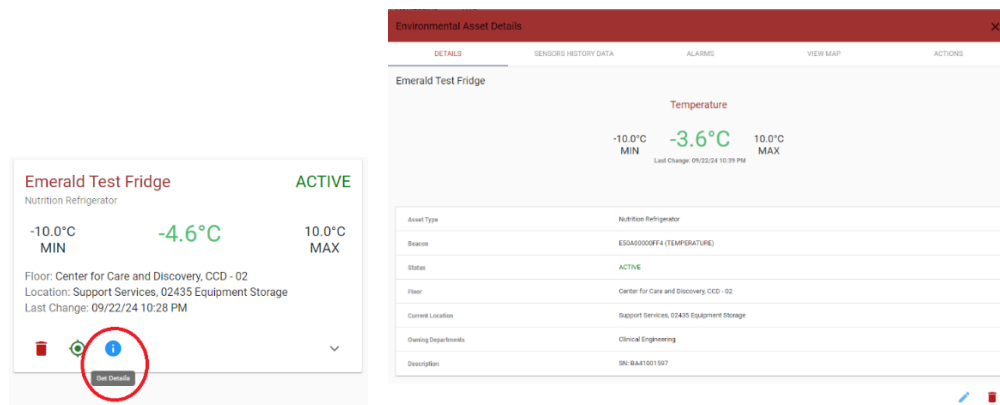 Emerald Test Fridge ACTIVE
Nutrition Refrigerator
-10.0°C -4.6°C 10.0°C
MIN MAX
Floor: Center for Care and Discovery, CCD - 02
Location: Support Services, 02435 Equipment Storage
Last Change: 09/22/24 10:28 PM
Get Details
Environmental Asset Details
DETAILS SENSORS HISTORY DATA ALARMS VIEW MAP ACTIONS
Emerald Test Fridge
Temperature
-10.0°C -3.6°C 10.0°C
MIN MAX
Last Change: 09/22/24 10:39 PM
Asset Type Nutrition Refrigerator
Beacon E50A00000FF4 (TEMPERATURE)
Status ACTIVE
Floor Center for Care and Discovery, CCD - 02
Current Location Support Services, 02435 Equipment Storage
Owning Departments Clinical Engineering
Description SN: BA41001597